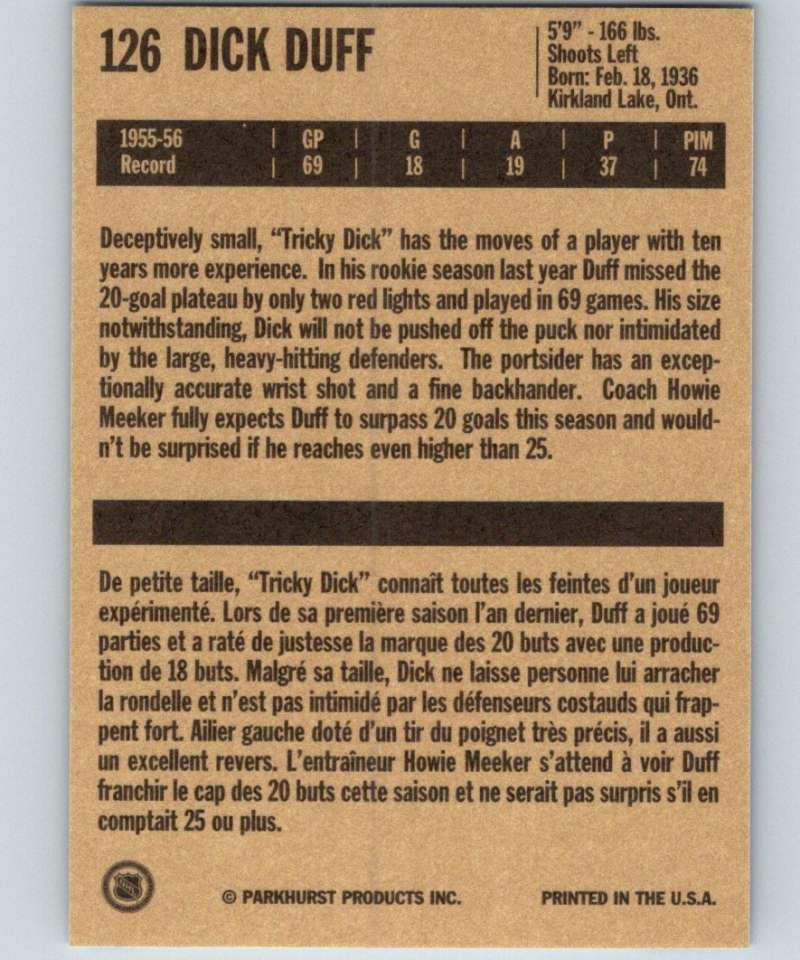 126 DICK DUFF
5'9" - 166 lbs.
Shoots Left
Born: Feb. 18, 1936
Kirkland Lake, Ont.
1955-56 | GP | G | A | P | PIM
Record | 69 | 18 | 19 | 37 | 74
Deceptively small, “Tricky Dick” has the moves of a player with ten
years more experience. In his rookie season last year Duff missed the
20-goal plateau by only two red lights and played in 69 games. His size
notwithstanding, Dick will not be pushed off the puck nor intimidated
by the large, heavy-hitting defenders. The portsider has an excep-
tionally accurate wrist shot and a fine backhander. Coach Howie
Meeker fully expects Duff to surpass 20 goals this season and would-
n't be surprised if he reaches even higher than 25.
De petite taille, “Tricky Dick” connaît toutes les feintes d'un joueur
expérimenté. Lors de sa première saison l'an dernier, Duff a joué 69
parties et a raté de justesse la marque des 20 buts avec une produc-
tion de 18 buts. Malgré sa taille, Dick ne laisse personne lui arracher
la rondelle et n'est pas intimidé par les défenseurs costauds qui frap-
pent fort. Ailier gauche doté d'un tir du poignet très précis, il a aussi
un excellent revers. L'entraîneur Howie Meeker s'attend à voir Duff
franchir le cap des 20 buts cette saison et ne serait pas surpris s'il en
comptait 25 ou plus.
NHL
© PARKHURST PRODUCTS INC.
PRINTED IN THE U.S.A.